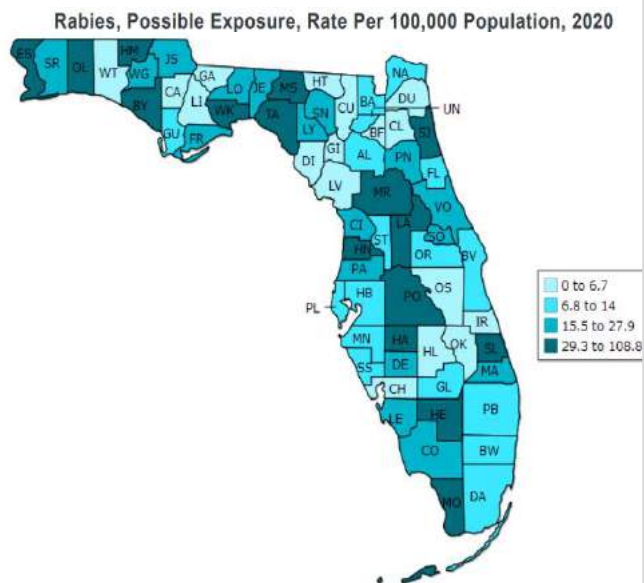 Rabies, Possible Exposure, Rate Per 100,000 Population, 2020
ES SR OL WT HM WG BY JS CA GA LI GU FR LO WK JE MS TA
HT SN LY CU DI LV GI AL BA UN BF NA DU CL SJ PN FL
MR VO CI LA ST SO HN OR BV PA
HB PO OS PL
0 to 6.7
6.8 to 14
15.5 to 27.9
29.3 to 108.8
IR MN HA HL OK SL SS DE MA
CH GL LE HE PB
CO BW
MO DA